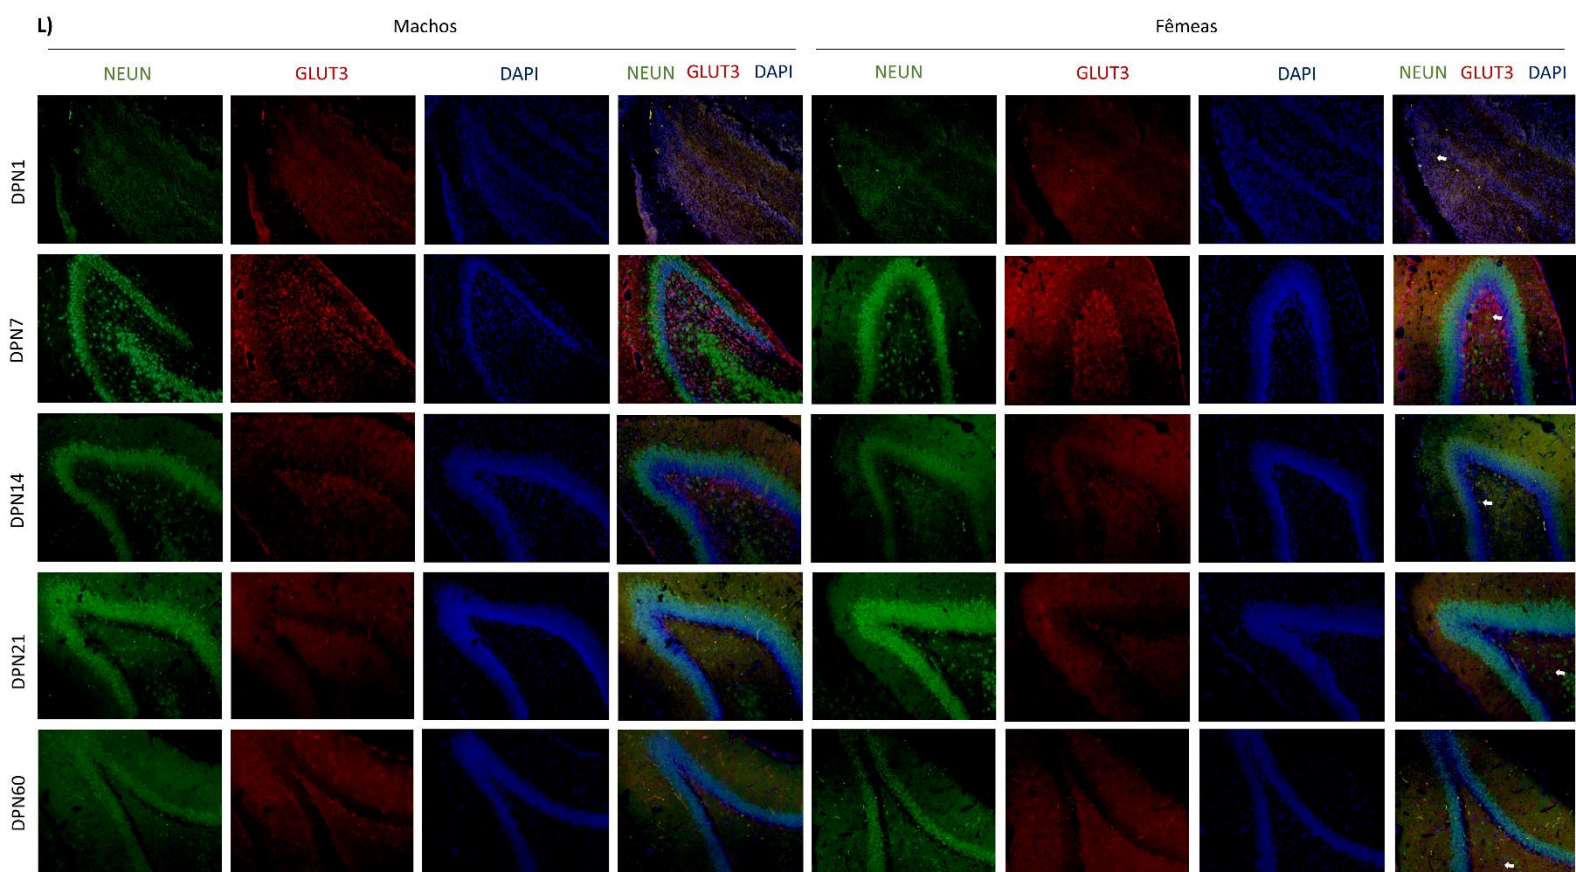 L)
Machos Fêmeas
NEUN GLUT3 DAPI NEUN GLUT3 DAPI NEUN GLUT3 DAPI NEUN GLUT3 DAPI
DPN1
DPN7
DPN14
DPN21
DPN60